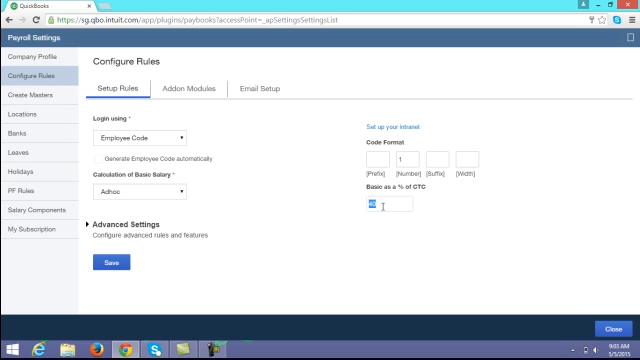 QuickBooks
https://sg.qbo.intuit.com/app/plugins/paybooks?accessPoint=_apSettingsSettingsList
Payroll Settings
Company Profile
Configure Rules
Create Masters
Locations
Banks
Leaves
Holidays
PF Rules
Salary Components
My Subscription
Configure Rules
Setup Rules
Addon Modules
Email Setup
Login using *
Employee Code
Generate Employee Code automatically
Calculation of Basic Salary *
Adhoc
Advanced Settings
Configure advanced rules and features
Save
Set up your intranet
Code Format
1
[Prefix] [Number] [Suffix] [Width]
Basic as a % of CTC
40
Close
9:03 AM
5/5/2015